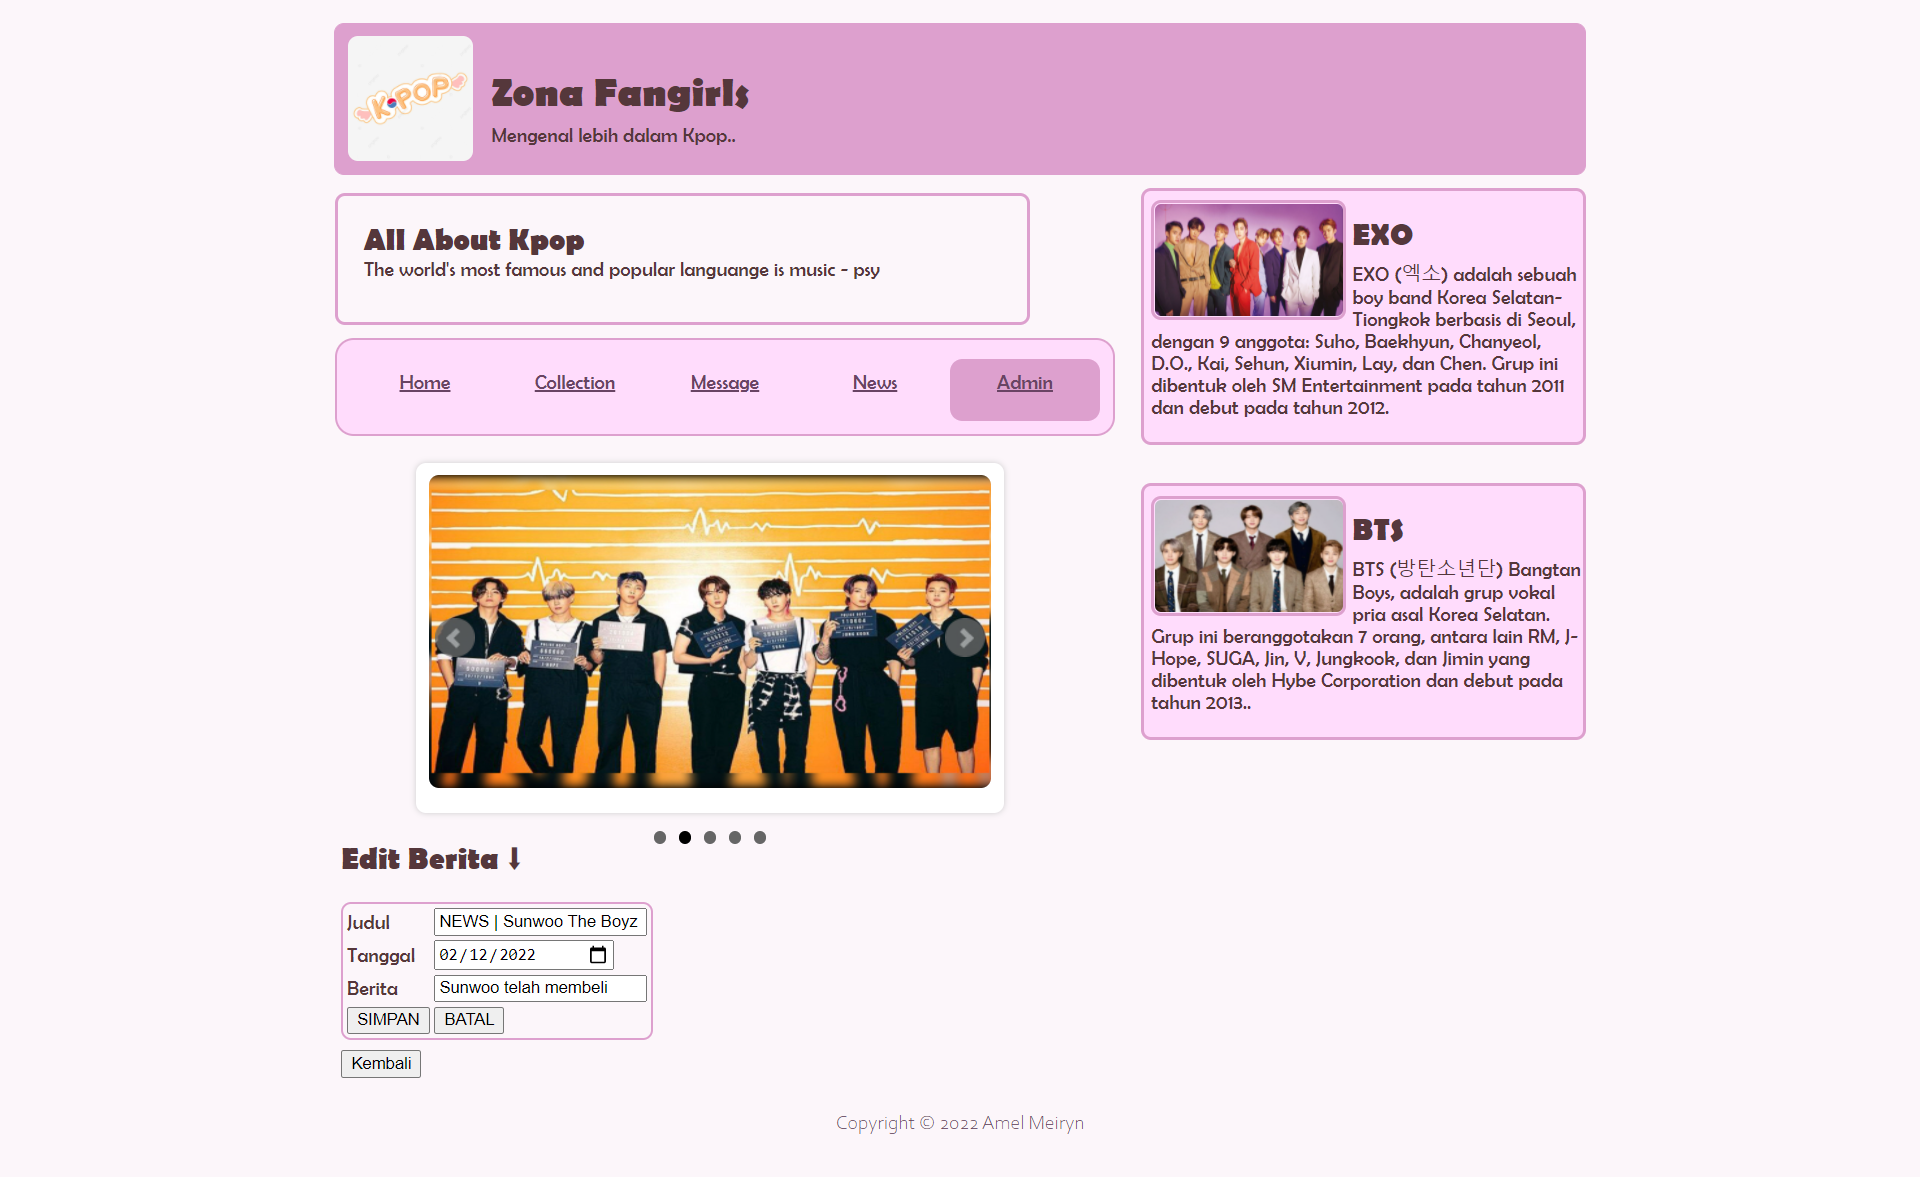 K-POP
Zona Fangirls
Mengenal lebih dalam Kpop..
All About Kpop
The world's most famous and popular languange is music - psy
Home
Collection
Message
News
Admin
EXO
EXO (엑소) adalah sebuah
boy band Korea Selatan-
Tiongkok berbasis di Seoul,
dengan 9 anggota: Suho, Baekhyun, Chanyeol,
D.O., Kai, Sehun, Xiumin, Lay, dan Chen. Grup ini
dibentuk oleh SM Entertainment pada tahun 2011
dan debut pada tahun 2012.
BTS
BTS (방탄소년단) Bangtan
Boys, adalah grup vokal
pria asal Korea Selatan.
Grup ini beranggotakan 7 orang, antara lain RM, J-
Hope, SUGA, Jin, V, Jungkook, dan Jimin yang
dibentuk oleh Hybe Corporation dan debut pada
tahun 2013..
Edit Berita ↓
Judul NEWS | Sunwoo The Boyz
Tanggal 02/12/2022
Berita Sunwoo telah membeli
SIMPAN BATAL
Kembali
Copyright © 2022 Amel Meiryn